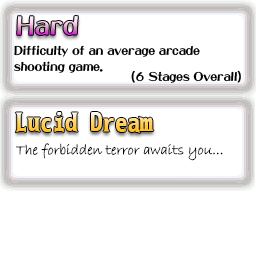 Hard
Difficulty of an average arcade
shooting game.
(6 Stages Overall)
Lucid Dream
The forbidden terror awaits you...